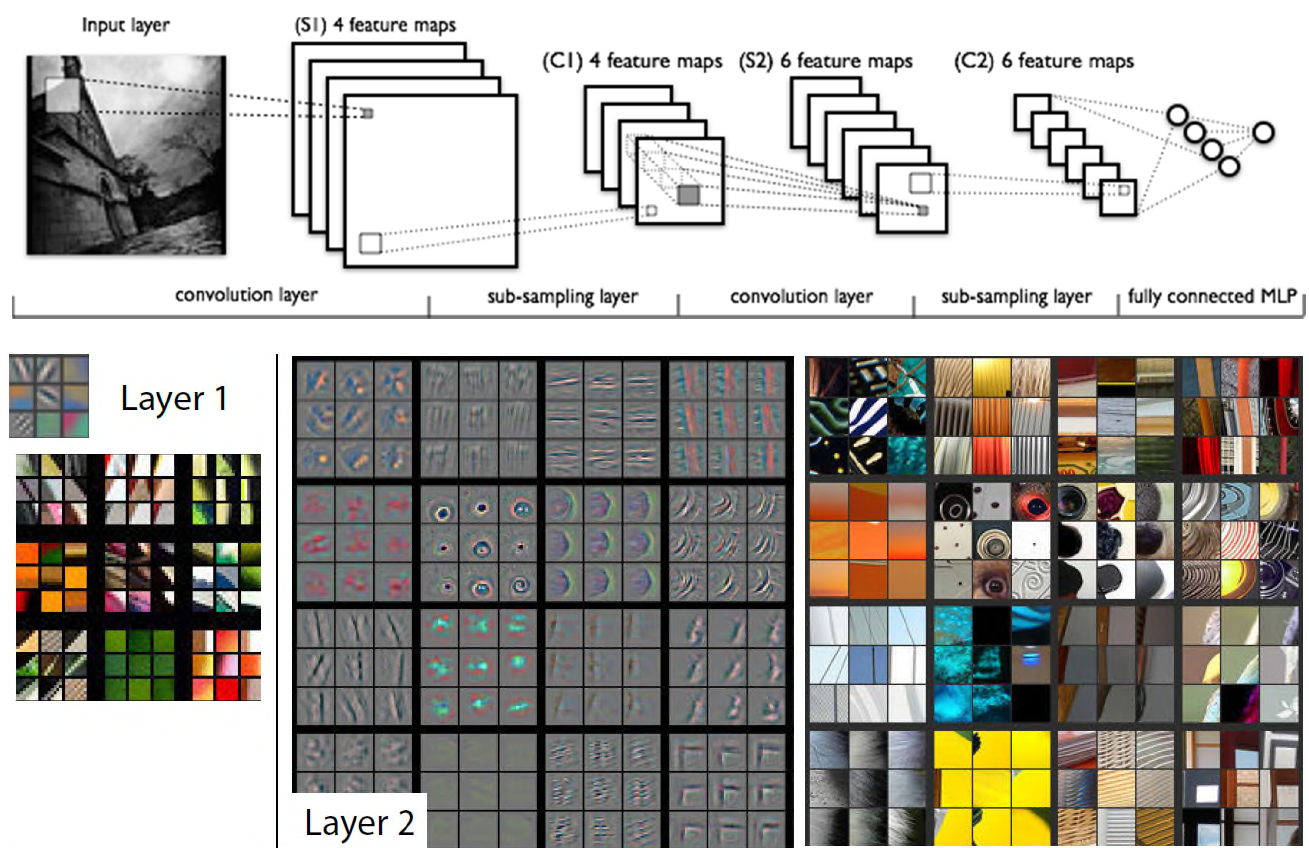 Input layer
(S1) 4 feature maps
(C1) 4 feature maps
(S2) 6 feature maps
(C2) 6 feature maps
convolution layer
sub-sampling layer
convolution layer
sub-sampling layer
fully connected MLP
Layer 1
Layer 2